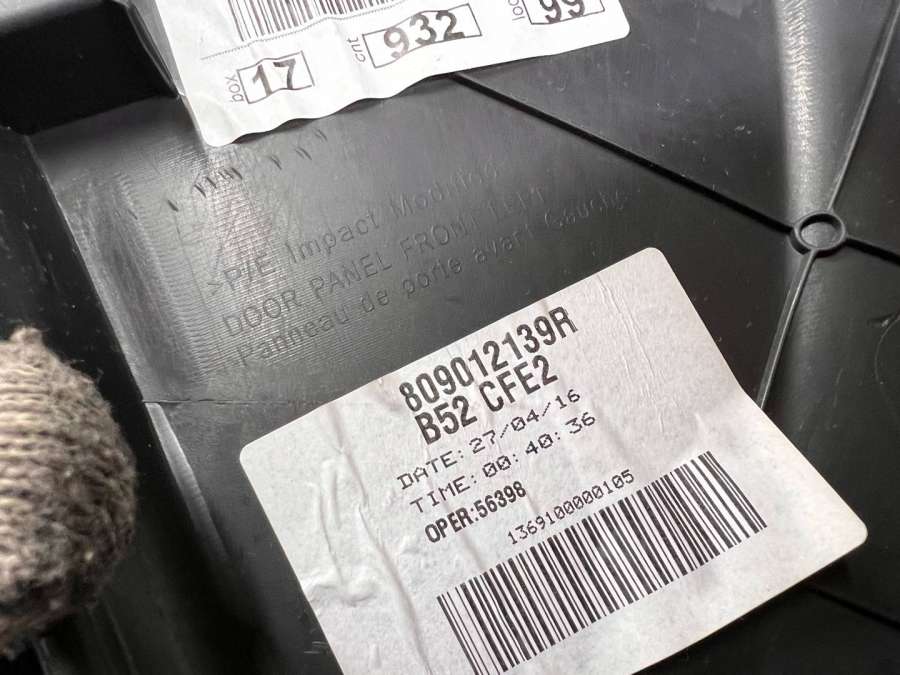 box 17 cnt 932 loc 99
>P/E Impact Modified
DOOR PANEL FRONT LEFT
Panneau de porte avant Gauche
809012139R
B52 CFE2
DATE: 27/04/16
TIME: 00:40:36
OPER:56398
1369100000105